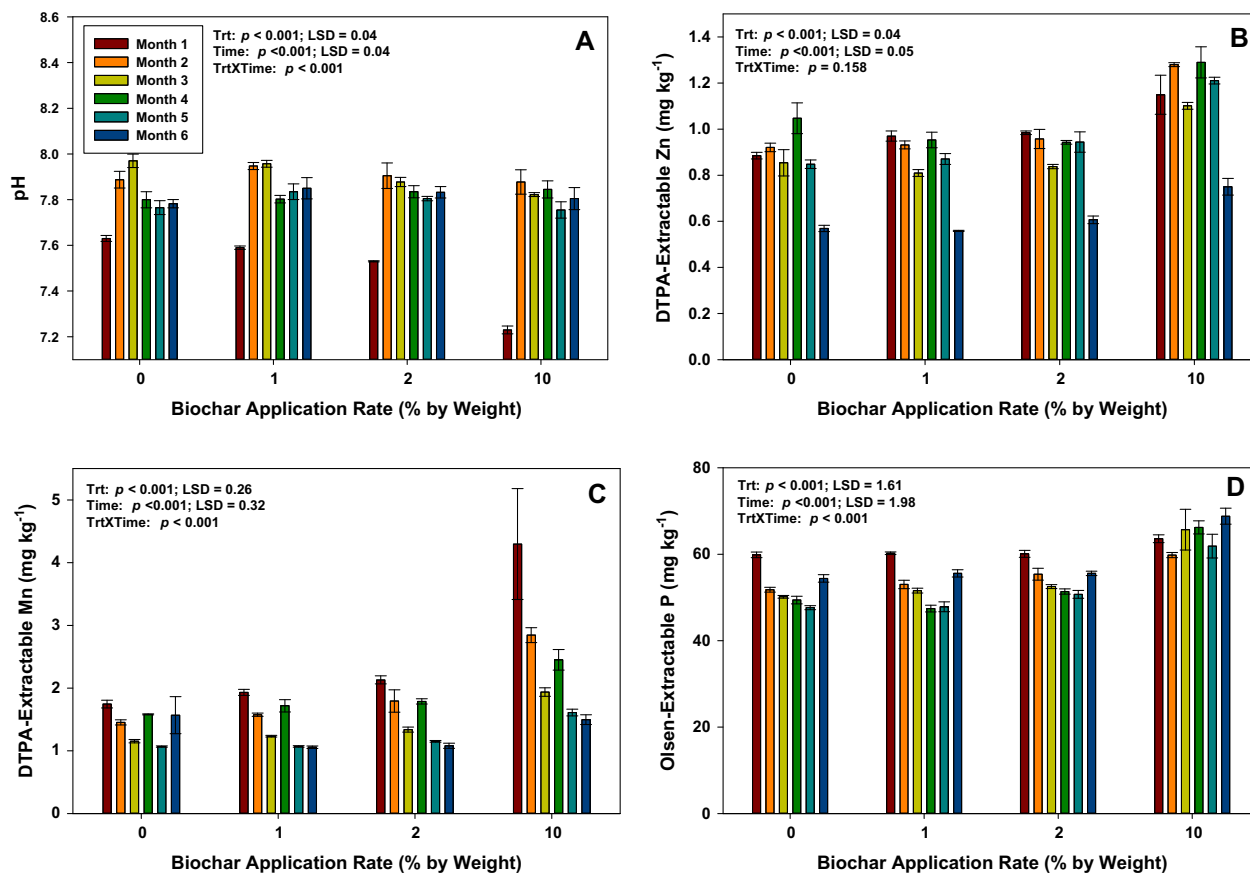 A
Trt: p < 0.001; LSD = 0.04
Time: p <0.001; LSD = 0.04
TrtXTime: p < 0.001
Month 1
Month 2
Month 3
Month 4
Month 5
Month 6
pH
8.6
8.4
8.2
8.0
7.8
7.6
7.4
7.2
0 1 2 10
Biochar Application Rate (% by Weight)
B
Trt: p < 0.001; LSD = 0.04
Time: p <0.001; LSD = 0.05
TrtXTime: p = 0.158
DTPA-Extractable Zn (mg kg⁻¹)
1.4
1.2
1.0
0.8
0.6
0.4
0.2
0.0
0 1 2 10
Biochar Application Rate (% by Weight)
C
Trt: p < 0.001; LSD = 0.26
Time: p <0.001; LSD = 0.32
TrtXTime: p < 0.001
DTPA-Extractable Mn (mg kg⁻¹)
5
4
3
2
1
0
0 1 2 10
Biochar Application Rate (% by Weight)
D
Trt: p < 0.001; LSD = 1.61
Time: p <0.001; LSD = 1.98
TrtXTime: p < 0.001
Olsen-Extractable P (mg kg⁻¹)
80
60
40
20
0
0 1 2 10
Biochar Application Rate (% by Weight)